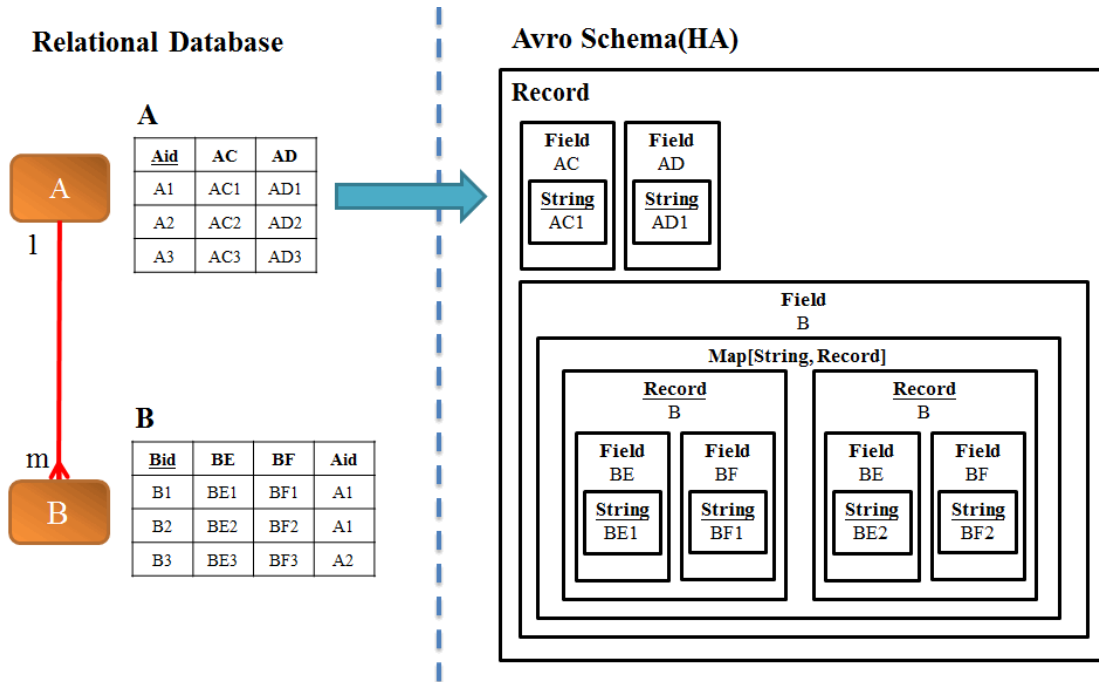 Relational Database
A
1
m
B
A
Aid AC AD
A1 AC1 AD1
A2 AC2 AD2
A3 AC3 AD3
B
Bid BE BF Aid
B1 BE1 BF1 A1
B2 BE2 BF2 A1
B3 BE3 BF3 A2
Avro Schema(HA)
Record
Field Field
AC AD
String String
AC1 AD1
Field
B
Map[String, Record]
Record Record
B B
Field Field Field Field
BE BF BE BF
String String String String
BE1 BF1 BE2 BF2